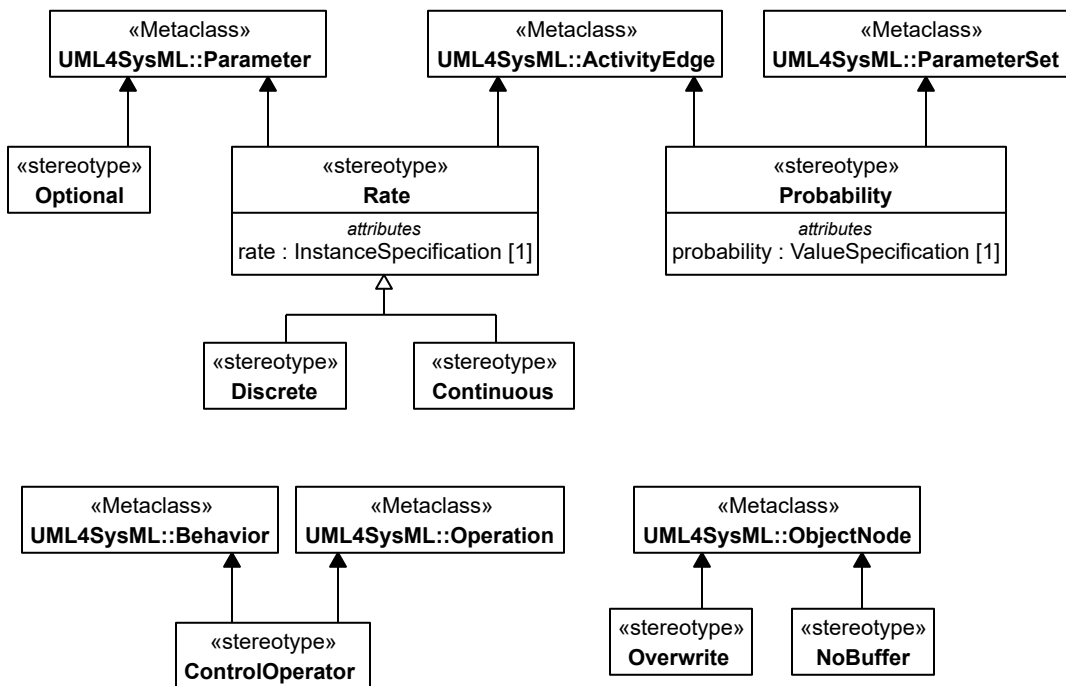 «Metaclass»
UML4SysML::Parameter
«Metaclass»
UML4SysML::ActivityEdge
«Metaclass»
UML4SysML::ParameterSet
«stereotype»
Optional
«stereotype»
Rate
attributes
rate : InstanceSpecification [1]
«stereotype»
Probability
attributes
probability : ValueSpecification [1]
«stereotype»
Discrete
«stereotype»
Continuous
«Metaclass»
UML4SysML::Behavior
«Metaclass»
UML4SysML::Operation
«Metaclass»
UML4SysML::ObjectNode
«stereotype»
ControlOperator
«stereotype»
Overwrite
«stereotype»
NoBuffer